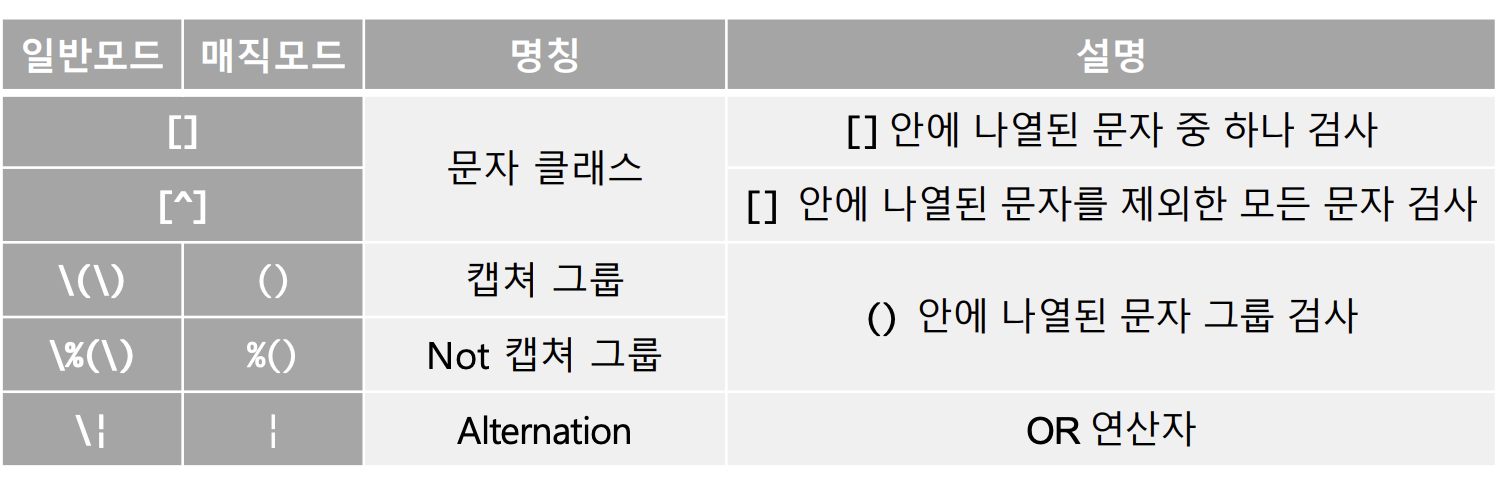 일반모드 매직모드 명칭 설명
[] 문자 클래스 [] 안에 나열된 문자 중 하나 검사
[^] [] 안에 나열된 문자를 제외한 모든 문자 검사
\(\) () 캡쳐 그룹 () 안에 나열된 문자 그룹 검사
\%(\) %() Not 캡쳐 그룹
\¦ ¦ Alternation OR 연산자